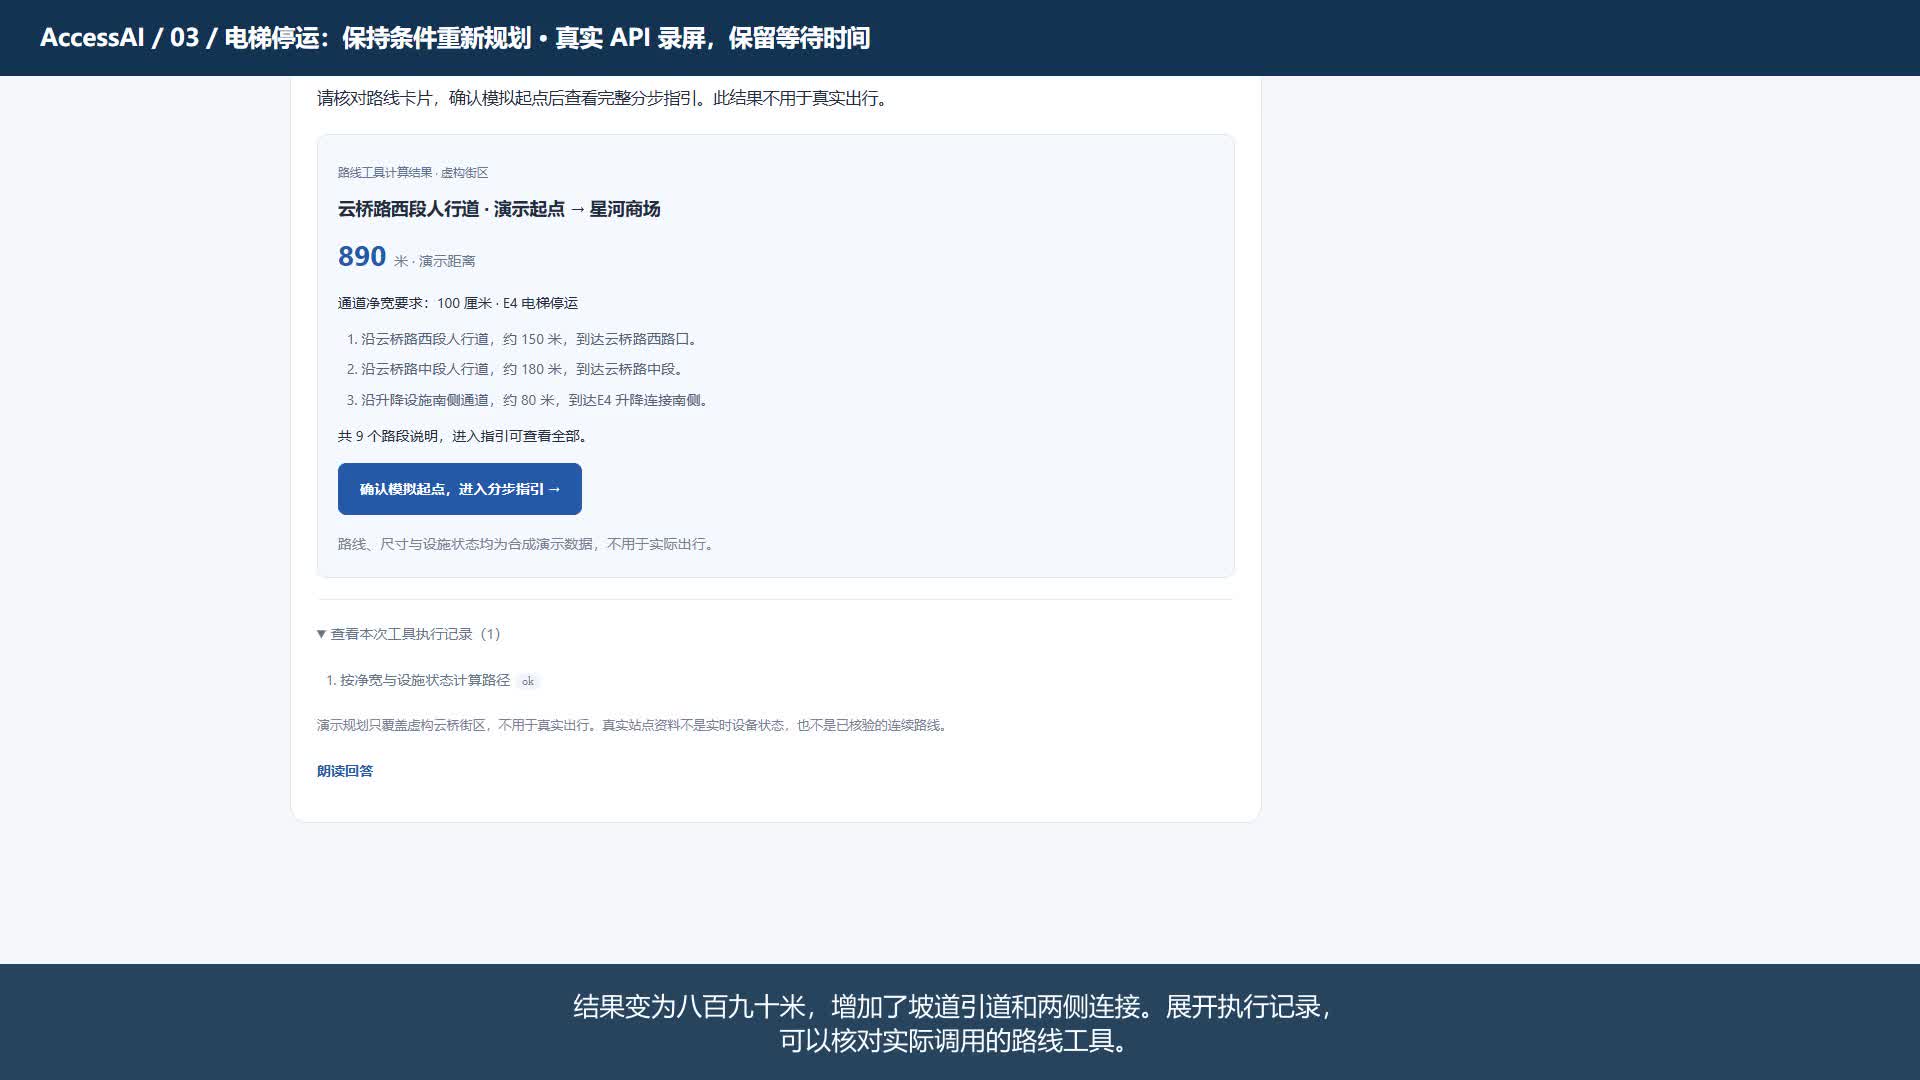 AccessAI / 03 / 电梯停运：保持条件重新规划 • 真实 API 录屏，保留等待时间
请核对路线卡片，确认模拟起点后查看完整分步指引。此结果不用于真实出行。
路线工具计算结果 · 虚构街区
云桥路西段人行道 · 演示起点 → 星河商场
890 米 · 演示距离
通道净宽要求：100 厘米 · E4 电梯停运
1. 沿云桥路西段人行道，约 150 米，到达云桥路西路口。
2. 沿云桥路中段人行道，约 180 米，到达云桥路中段。
3. 沿升降设施南侧通道，约 80 米，到达E4 升降连接南侧。
共 9 个路段说明，进入指引可查看全部。
确认模拟起点，进入分步指引 →
路线、尺寸与设施状态均为合成演示数据，不用于实际出行。
▼ 查看本次工具执行记录（1）
1. 按净宽与设施状态计算路径 ok
演示规划只覆盖虚构云桥街区，不用于真实出行。真实站点资料不是实时设备状态，也不是已核验的连续路线。
朗读回答
结果变为八百九十米，增加了坡道引道和两侧连接。展开执行记录，
可以核对实际调用的路线工具。